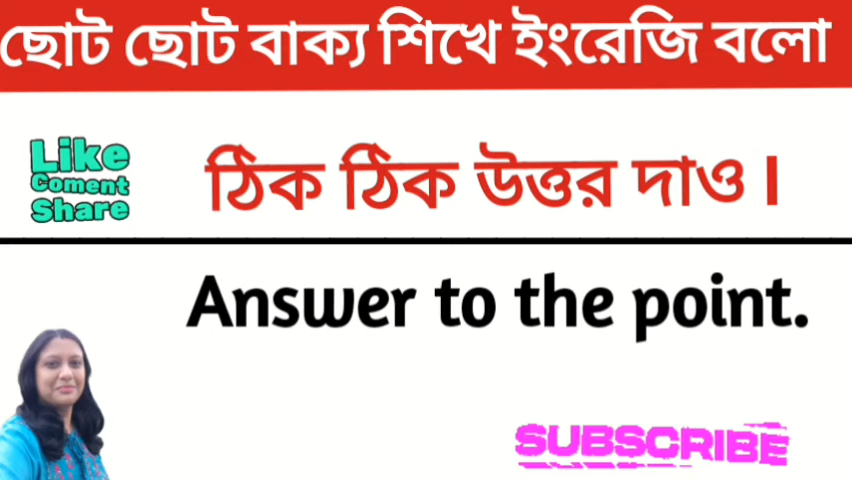 ছোট ছোট বাক্য শিখে ইংরেজি বলো
Like
Coment
Share
ঠিক ঠিক উত্তর দাও।
Answer to the point.
SUBSCRIBE